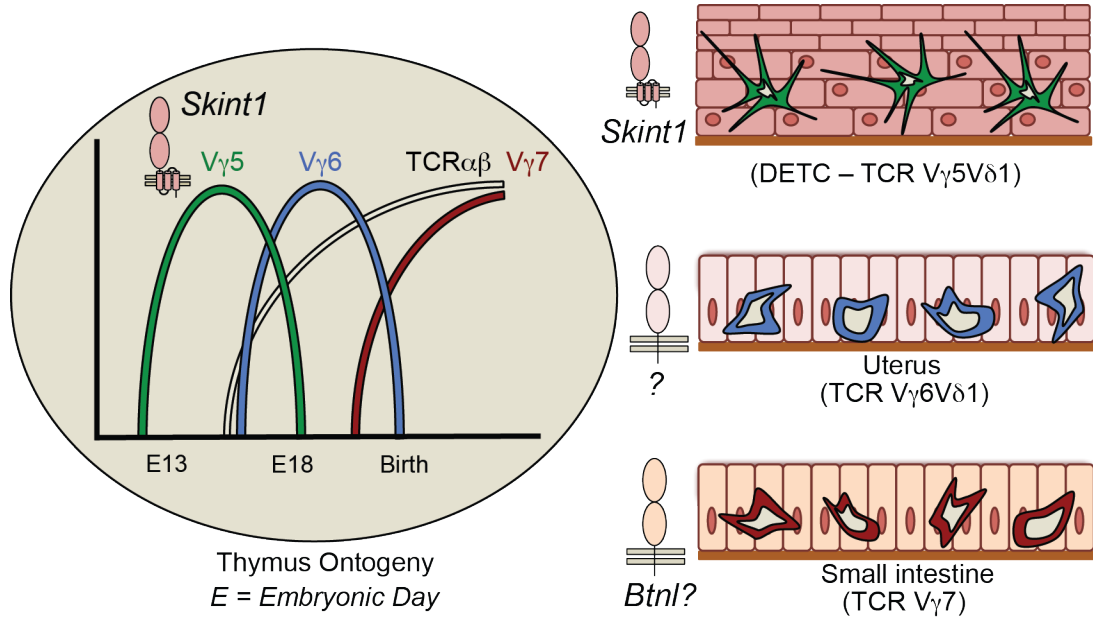 Skint1
Vγ5
Vγ6
TCRαβ Vγ7
E13
E18
Birth
Thymus Ontogeny
E = Embryonic Day
Skint1
(DETC – TCR Vγ5Vδ1)
?
Uterus
(TCR Vγ6Vδ1)
Btnl?
Small intestine
(TCR Vγ7)